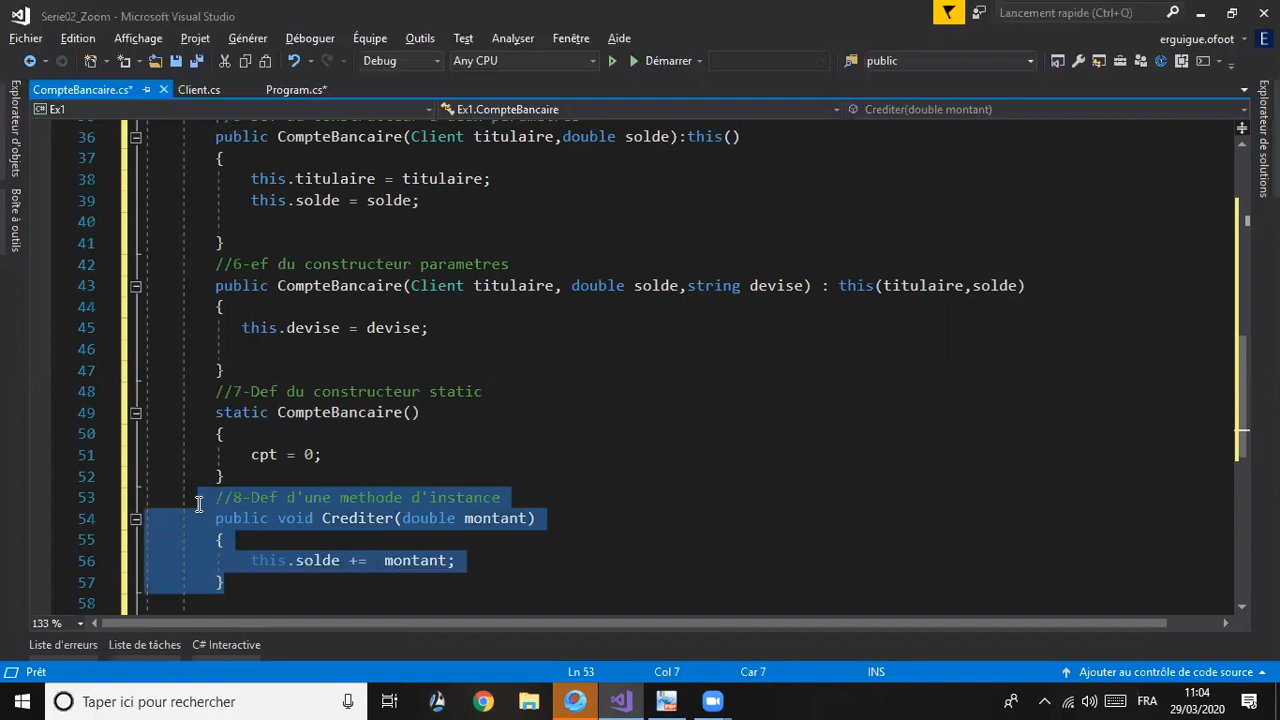 Serie02_Zoom - Microsoft Visual Studio
Lancement rapide (Ctrl+Q)
Fichier Edition Affichage Projet Générer Déboguer Équipe Outils Test Analyser Fenêtre Aide
erguigue.ofoot E
Debug Any CPU Démarrer public
CompteBancaire.cs* Client.cs Program.cs*
Ex1 Ex1.CompteBancaire Crediter(double montant)
Explorateur d'objets
Boîte à outils
Explorateur de solutions
36 public CompteBancaire(Client titulaire,double solde):this()
37 {
38 this.titulaire = titulaire;
39 this.solde = solde;
40
41 }
42 //6-ef du constructeur parametres
43 public CompteBancaire(Client titulaire, double solde,string devise) : this(titulaire,solde)
44 {
45 this.devise = devise;
46
47 }
48 //7-Def du constructeur static
49 static CompteBancaire()
50 {
51 cpt = 0;
52 }
53 //8-Def d'une methode d'instance
54 public void Crediter(double montant)
55 {
56 this.solde += montant;
57 }
58
133 %
Liste d'erreurs Liste de tâches C# Interactive
Prêt Ln 53 Col 7 Car 7 INS Ajouter au contrôle de code source
Taper ici pour rechercher
FRA
11:04
29/03/2020